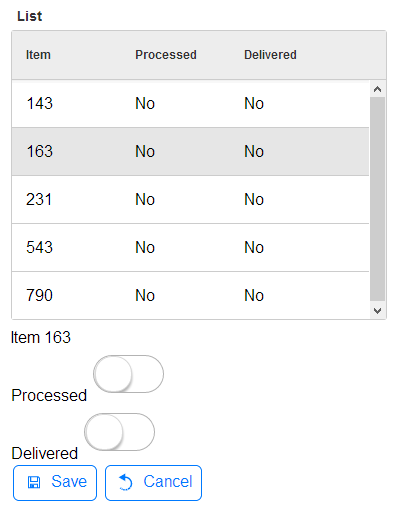 List
Item Processed Delivered
143 No No
163 No No
231 No No
543 No No
790 No No
Item 163
Processed
Delivered
Save Cancel